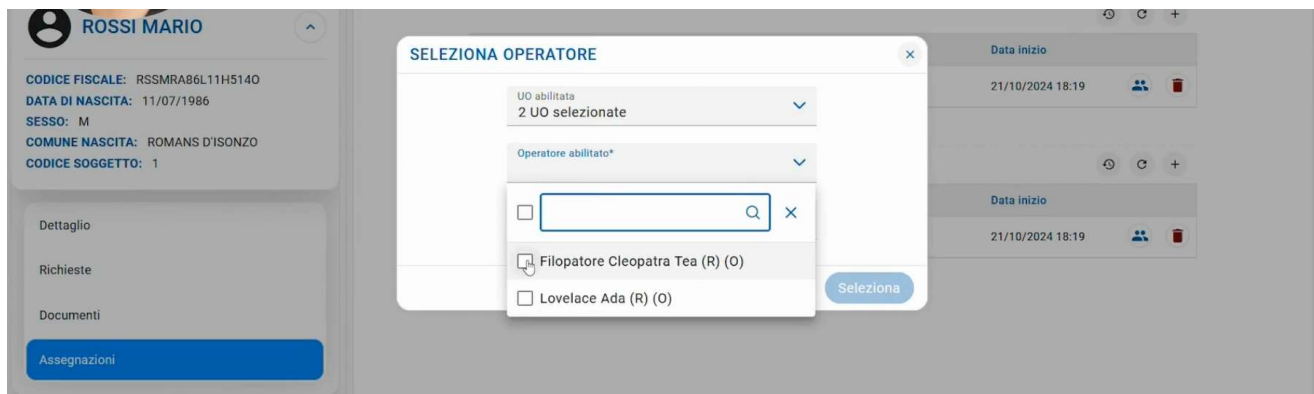 ROSSI MARIO
CODICE FISCALE: RSSMRA86L11H514O
DATA DI NASCITA: 11/07/1986
SESSO: M
COMUNE NASCITA: ROMANS D'ISONZO
CODICE SOGGETTO: 1
Dettaglio
Richieste
Documenti
Assegnazioni
SELEZIONA OPERATORE
UO abilitata
2 UO selezionate
Operatore abilitato*
Filopatore Cleopatra Tea (R) (O)
Lovelace Ada (R) (O)
Seleziona
Data inizio
21/10/2024 18:19
Data inizio
21/10/2024 18:19